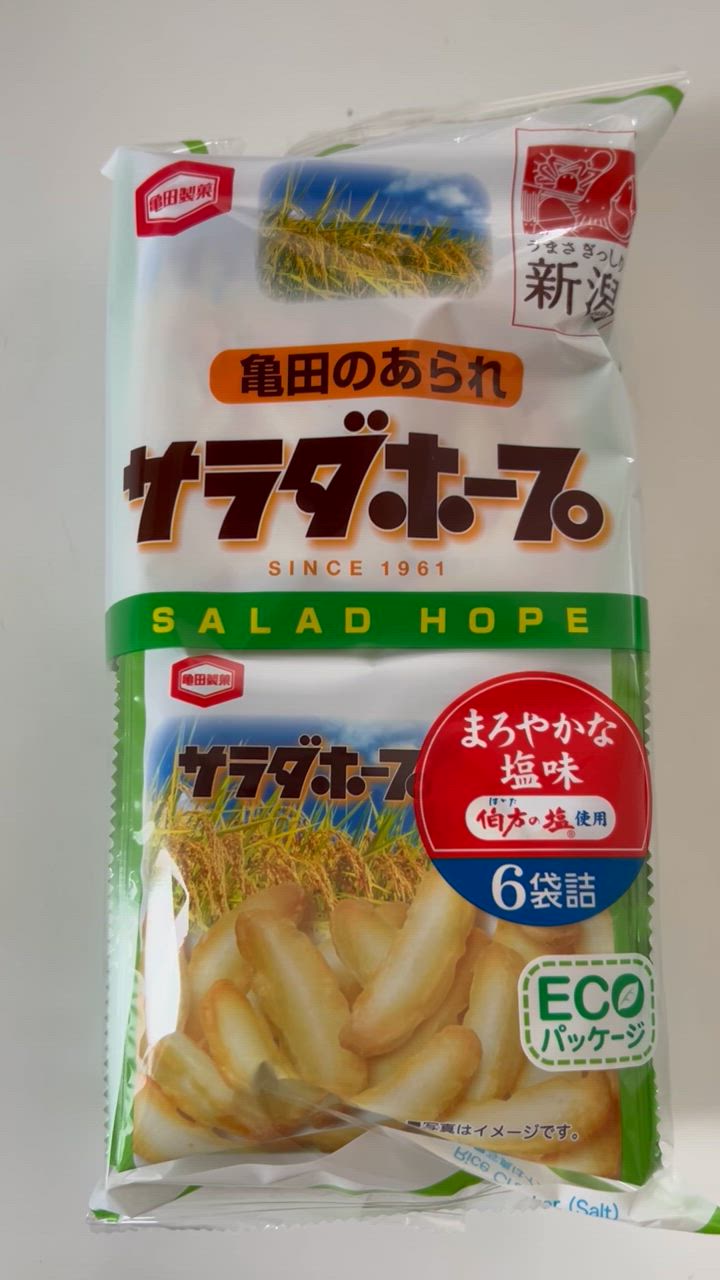 亀田製菓
うまさぎっしり
新潟
亀田のあられ
サラダホープ
SINCE 1961
SALAD HOPE
亀田製菓
サラダホープ
まろやかな
塩味
はかた
伯方の塩® 使用
6袋詰
ECO
パッケージ
写真はイメージです。
Rice Cr
(Salt)